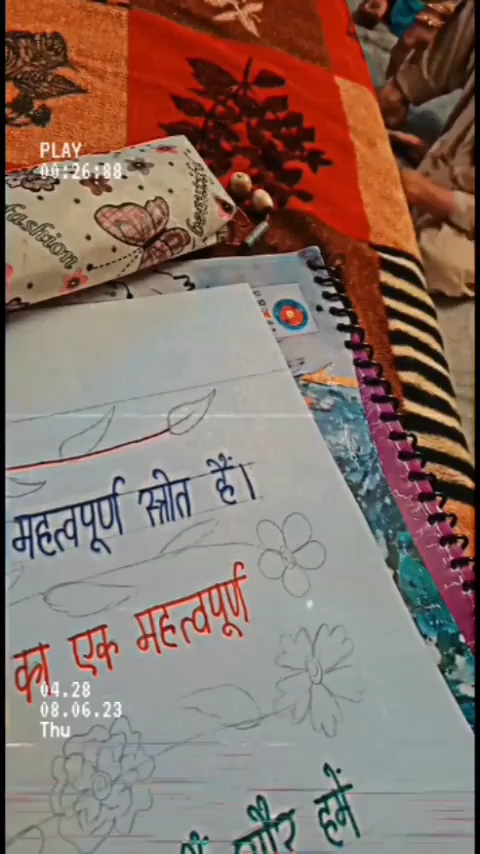 PLAY
00:26:88
fashion
beautiful
महत्वपूर्ण स्त्रोत हैं।
का एक महत्वपूर्ण
और हमें
04.28
08.06.23
Thu